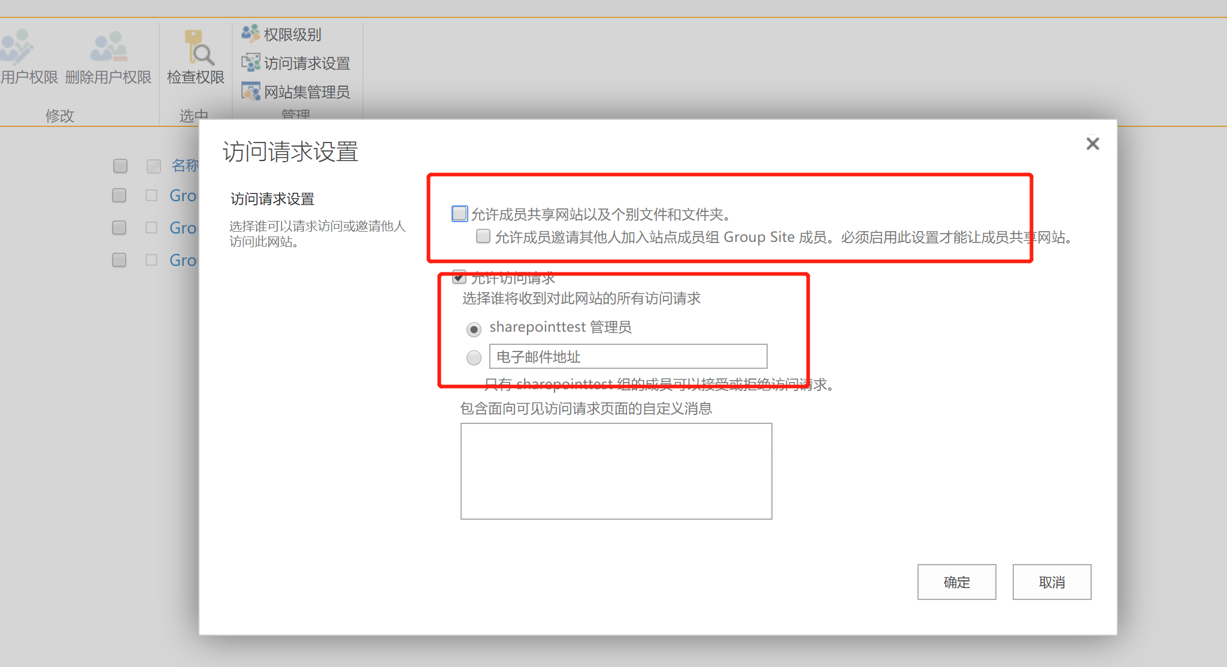 权限级别
用户权限 删除用户权限 检查权限
访问请求设置
网站集管理员
修改 选中 管理
访问请求设置
名称
Gro
Gro
Gro
访问请求设置
选择谁可以请求访问或邀请他人
访问此网站。
允许成员共享网站以及个别文件和文件夹。
允许成员邀请其他人加入站点成员组 Group Site 成员。必须启用此设置才能让成员共享网站。
允许访问请求
选择谁将收到对此网站的所有访问请求
sharepointtest 管理员
电子邮件地址
只有 sharepointtest 组的成员可以接受或拒绝访问请求。
包含面向可见访问请求页面的自定义消息
确定 取消